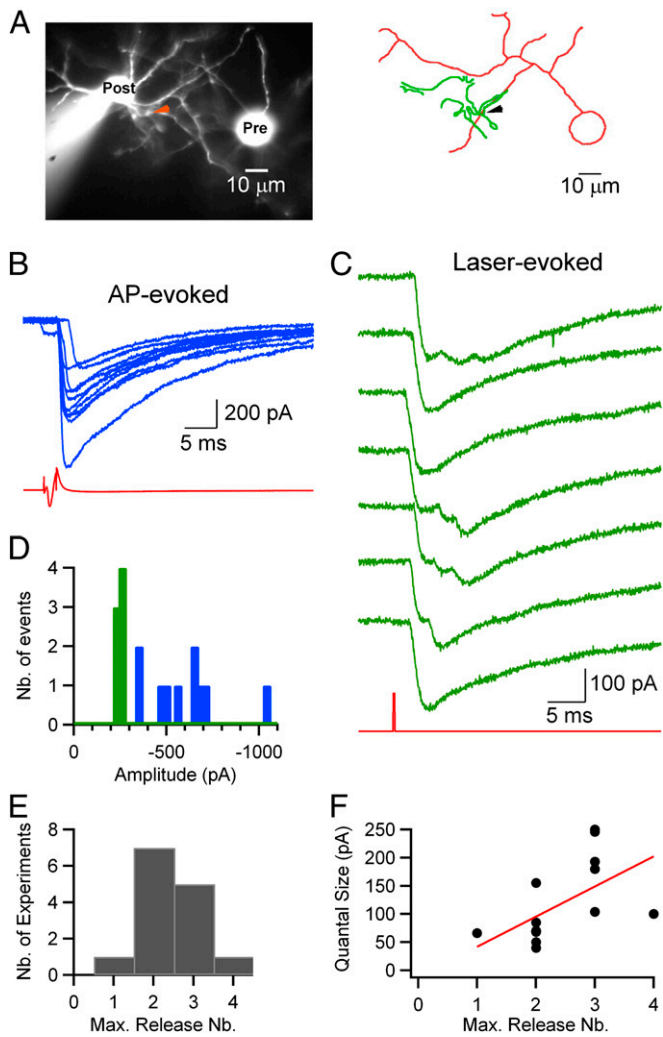 A
Post
Pre
10 μm
10 μm
B
AP-evoked
200 pA
5 ms
C
Laser-evoked
100 pA
5 ms
D
Nb. of events
4
3
2
1
0
0
-500
-1000
Amplitude (pA)
E
Nb. of Experiments
8
6
4
2
0
1
2
3
4
Max. Release Nb.
F
Quantal Size (pA)
250
200
150
100
50
0
0
1
2
3
4
Max. Release Nb.